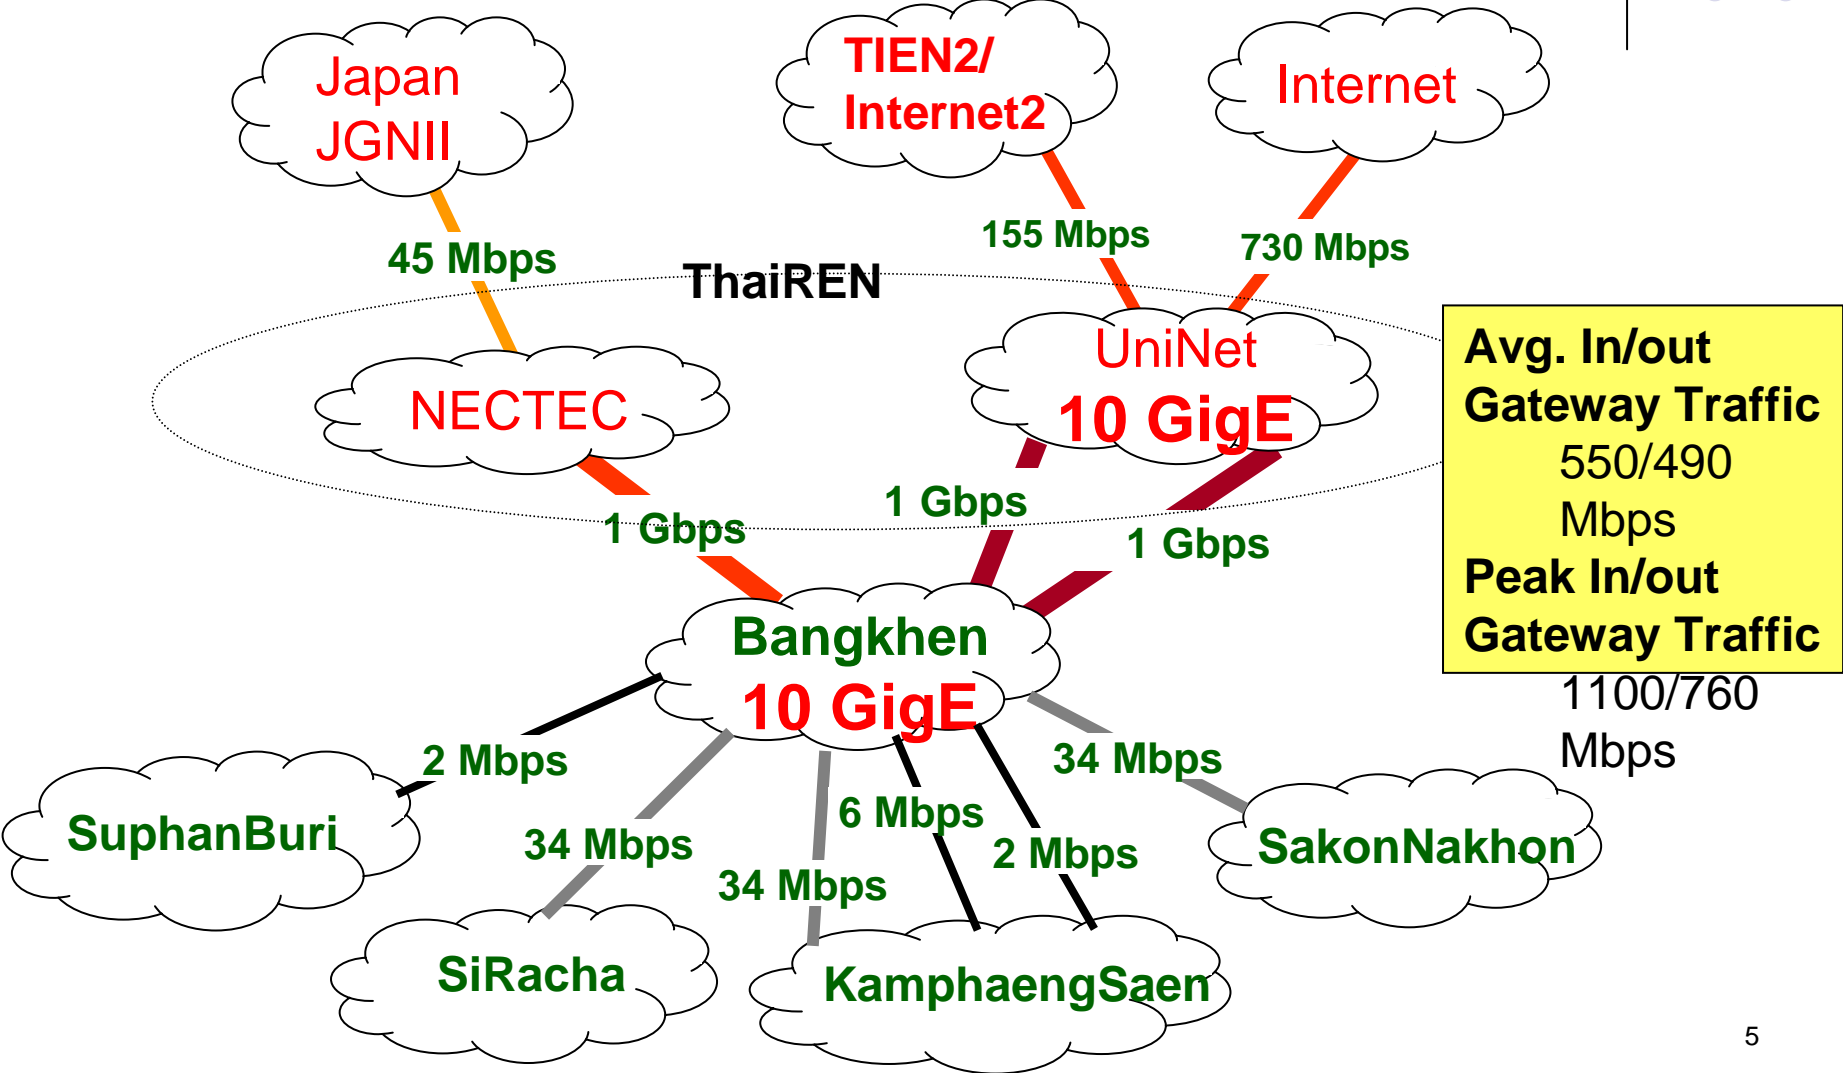 Japan
JGNII
TIEN2/
Internet2
Internet
45 Mbps
155 Mbps
730 Mbps
ThaiREN
NECTEC
UniNet
10 GigE
Avg. In/out
Gateway Traffic
550/490
Mbps
Peak In/out
Gateway Traffic
1100/760
Mbps
1 Gbps
1 Gbps
1 Gbps
Bangkhen
10 GigE
2 Mbps
34 Mbps
34 Mbps
6 Mbps
2 Mbps
34 Mbps
SuphanBuri
SiRacha
KamphaengSaen
SakonNakhon
5